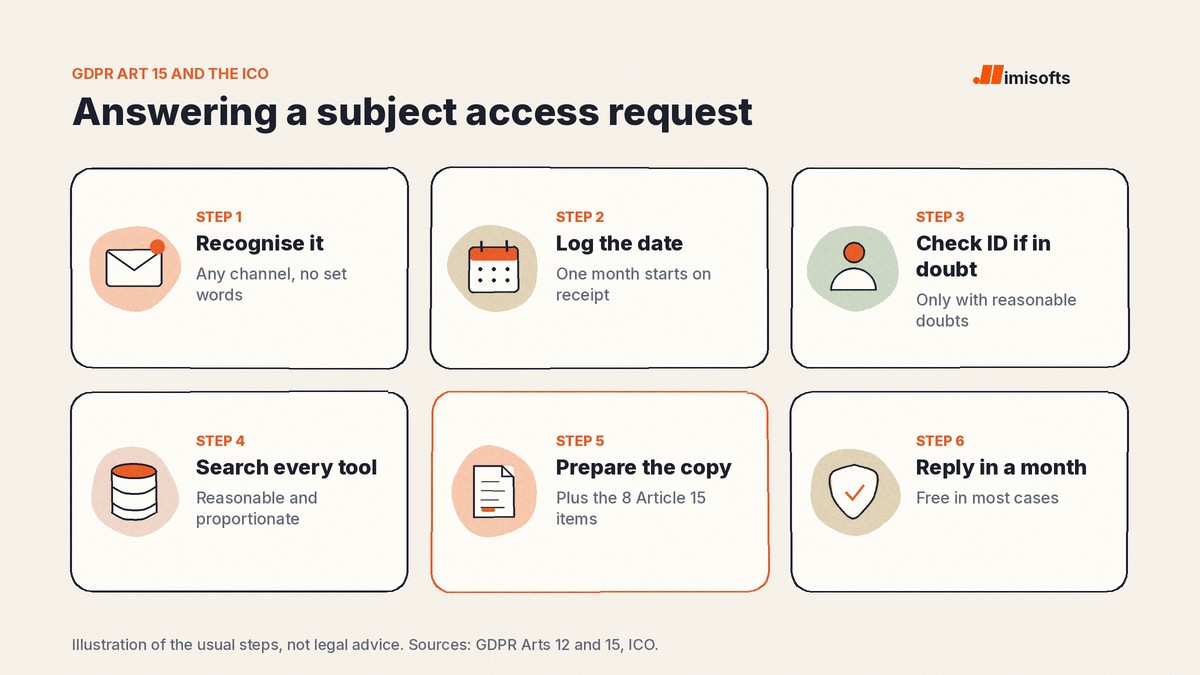 GDPR ART 15 AND THE ICO
imisofts
Answering a subject access request
STEP 1
Recognise it
Any channel, no set
words
STEP 2
Log the date
One month starts on
receipt
STEP 3
Check ID if in
doubt
Only with reasonable
doubts
STEP 4
Search every tool
Reasonable and
proportionate
STEP 5
Prepare the copy
Plus the 8 Article 15
items
STEP 6
Reply in a month
Free in most cases
Illustration of the usual steps, not legal advice. Sources: GDPR Arts 12 and 15, ICO.